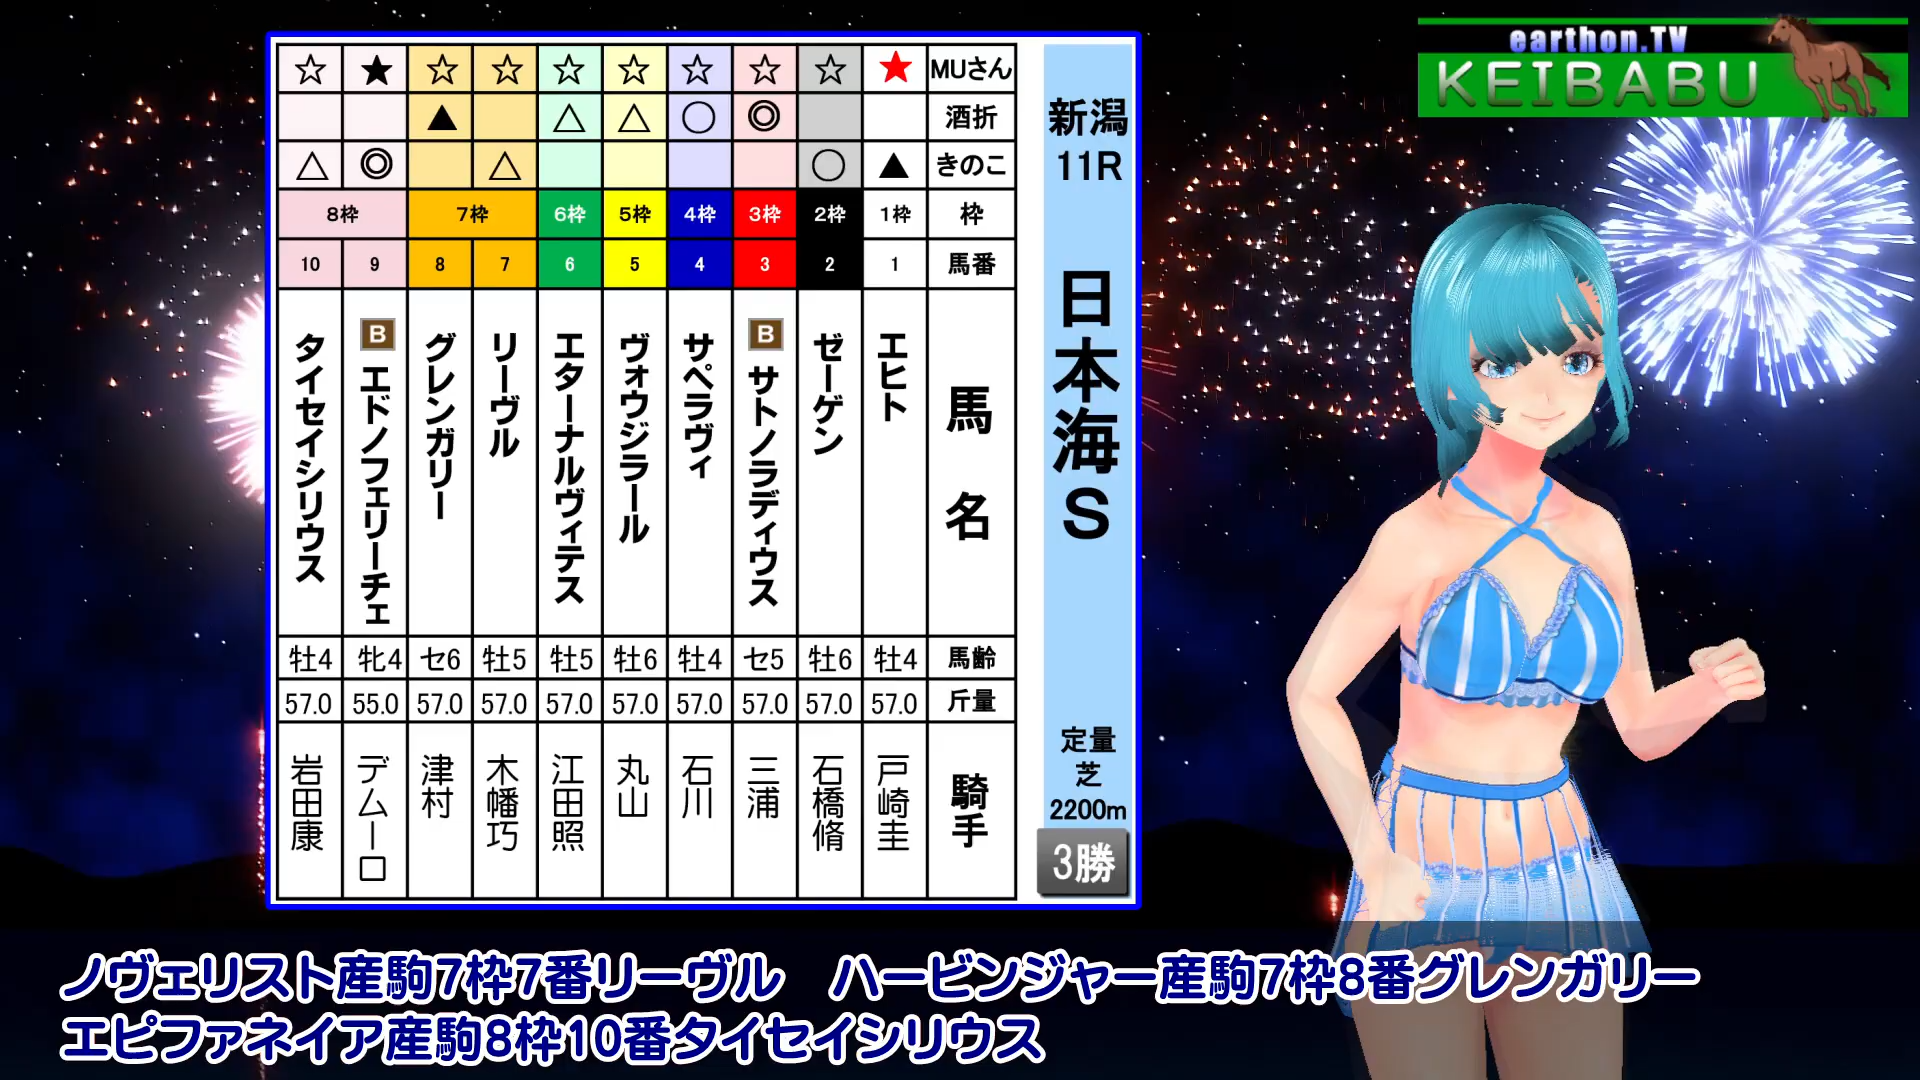 earthon.TV
KEIBABU
新潟
11R
日本海S
定量
芝
2200m
3勝
☆ ★ ☆ ☆ ☆ ☆ ☆ ☆ ☆ ★ MUさん
▲ △ △ ○ ◎ 酒折
△ ◎ △ ○ ▲ きのこ
8枠 7枠 6枠 5枠 4枠 3枠 2枠 1枠 枠
10 9 8 7 6 5 4 3 2 1 馬番
馬名
エヒト
ゼーゲン
B サトノラディウス
サペラヴィ
ヴォウジラール
エターナルヴィテス
リーヴル
グレンガリー
B エドノフェリーチェ
タイセイシリウス
牡4 牝4 セ6 牡5 牡5 牡6 牡4 セ5 牡6 牡4 馬齢
57.0 55.0 57.0 57.0 57.0 57.0 57.0 57.0 57.0 57.0 斤量
騎手
戸崎圭
石橋脩
三浦
石川
丸山
江田照
木幡巧
津村
デムーロ
岩田康
ノヴェリスト産駒7枠7番リーヴル　ハービンジャー産駒7枠8番グレンガリー
エピファネイア産駒8枠10番タイセイシリウス